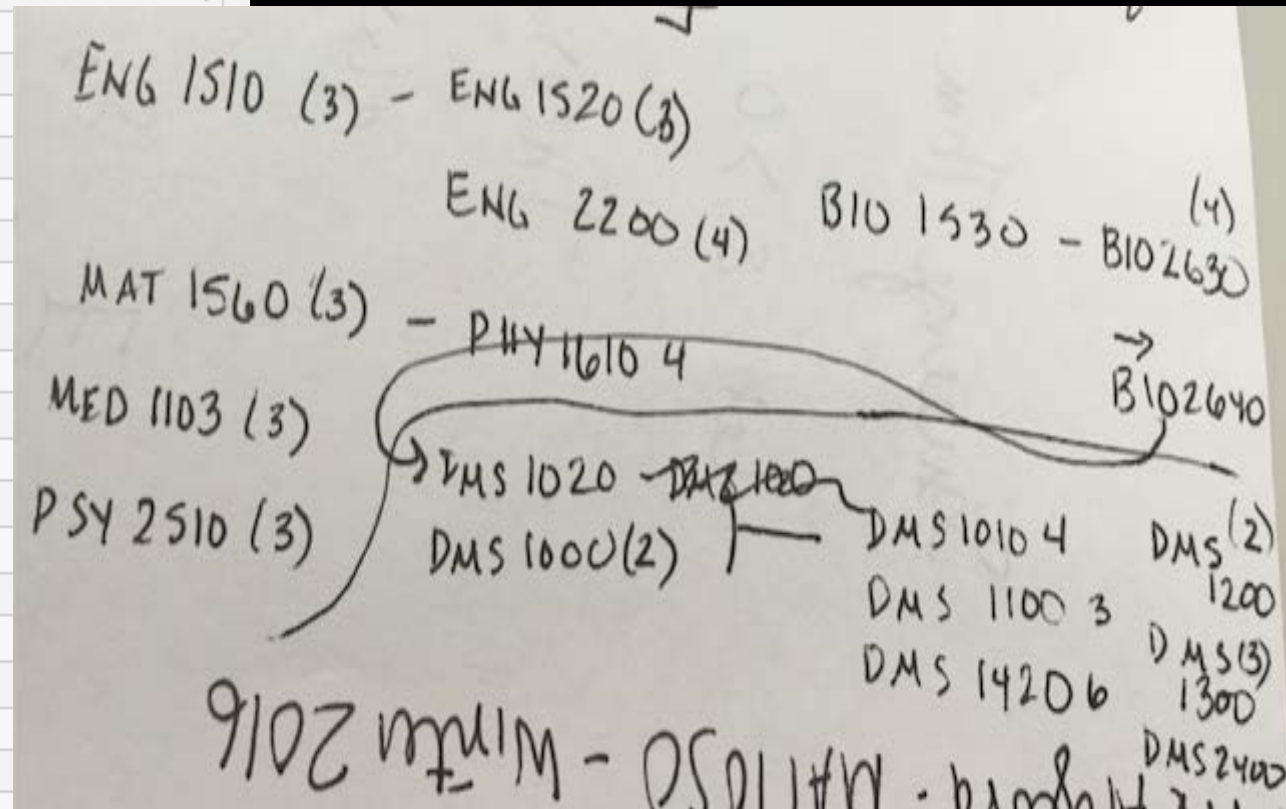 ENG 1510 (3) - ENG 1520 (3)
ENG 2200 (4)
BIO 1530 - BIO 2630 (4)
MAT 1560 (3) - PHY 1610 4
→ BIO 2640
MED 1103 (3)
DMS 1020
PSY 2510 (3)
DMS 1000 (2)
DMS 1010 4
DMS 1100 3
DMS 1420 6
DMS (2) 1200
DMS (3) 1300
DMS 2400
MAT 1050 - Winter 2016